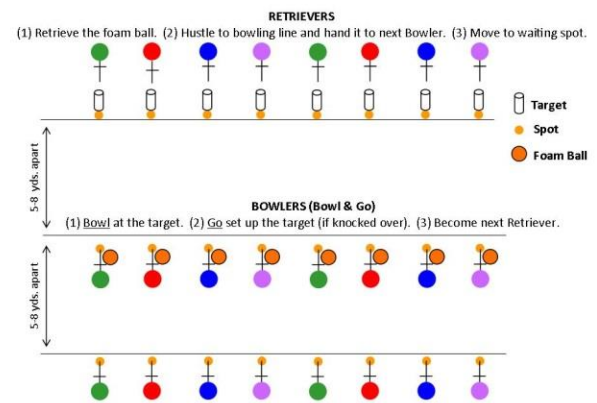 RETRIEVERS
(1) Retrieve the foam ball. (2) Hustle to bowling line and hand it to next Bowler. (3) Move to waiting spot.
Target
Spot
Foam Ball
5-8 yds. apart
BOWLERS (Bowl & Go)
(1) Bowl at the target. (2) Go set up the target (if knocked over). (3) Become next Retriever.
5-8 yds. apart